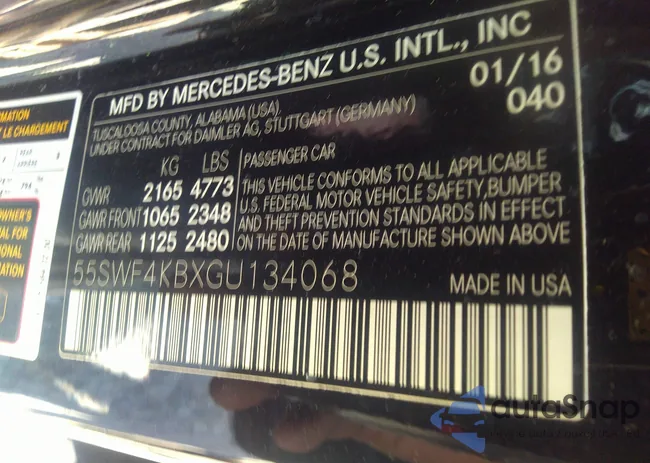 MFD BY MERCEDES-BENZ U.S. INTL., INC
TUSCALOOSA COUNTY, ALABAMA (USA),
UNDER CONTRACT FOR DAIMLER AG, STUTTGART (GERMANY)
01/16
040
KG LBS
GVWR 2165 4773
GAWR FRONT 1065 2348
GAWR REAR 1125 2480
PASSENGER CAR
THIS VEHICLE CONFORMS TO ALL APPLICABLE
U.S. FEDERAL MOTOR VEHICLE SAFETY, BUMPER
AND THEFT PREVENTION STANDARDS IN EFFECT
ON THE DATE OF MANUFACTURE SHOWN ABOVE
55SWF4KBXGU134068
MADE IN USA
LE CHARGEMENT
autoSnap